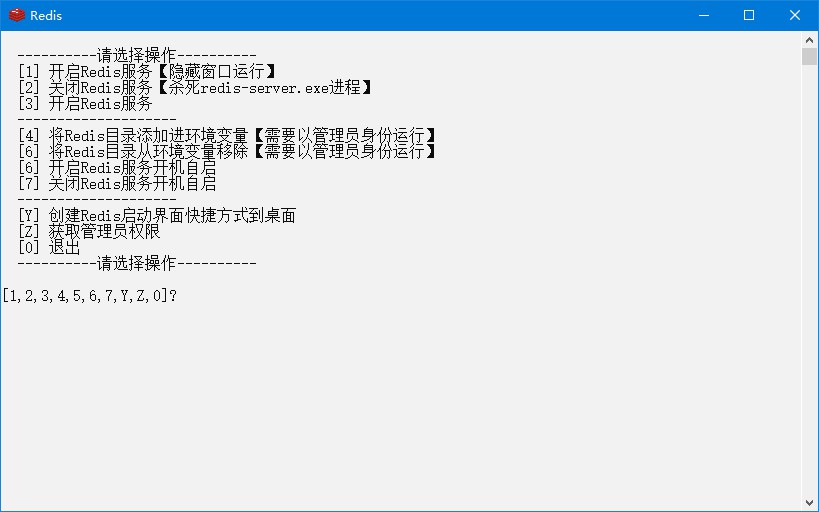 Redis
----------请选择操作----------
[1] 开启Redis服务【隐藏窗口运行】
[2] 关闭Redis服务【杀死redis-server.exe进程】
[3] 开启Redis服务
--------------------
[4] 将Redis目录添加进环境变量【需要以管理员身份运行】
[6] 将Redis目录从环境变量移除【需要以管理员身份运行】
[6] 开启Redis服务开机自启
[7] 关闭Redis服务开机自启
--------------------
[Y] 创建Redis启动界面快捷方式到桌面
[Z] 获取管理员权限
[0] 退出
----------请选择操作----------
[1,2,3,4,5,6,7,Y,Z,0]?